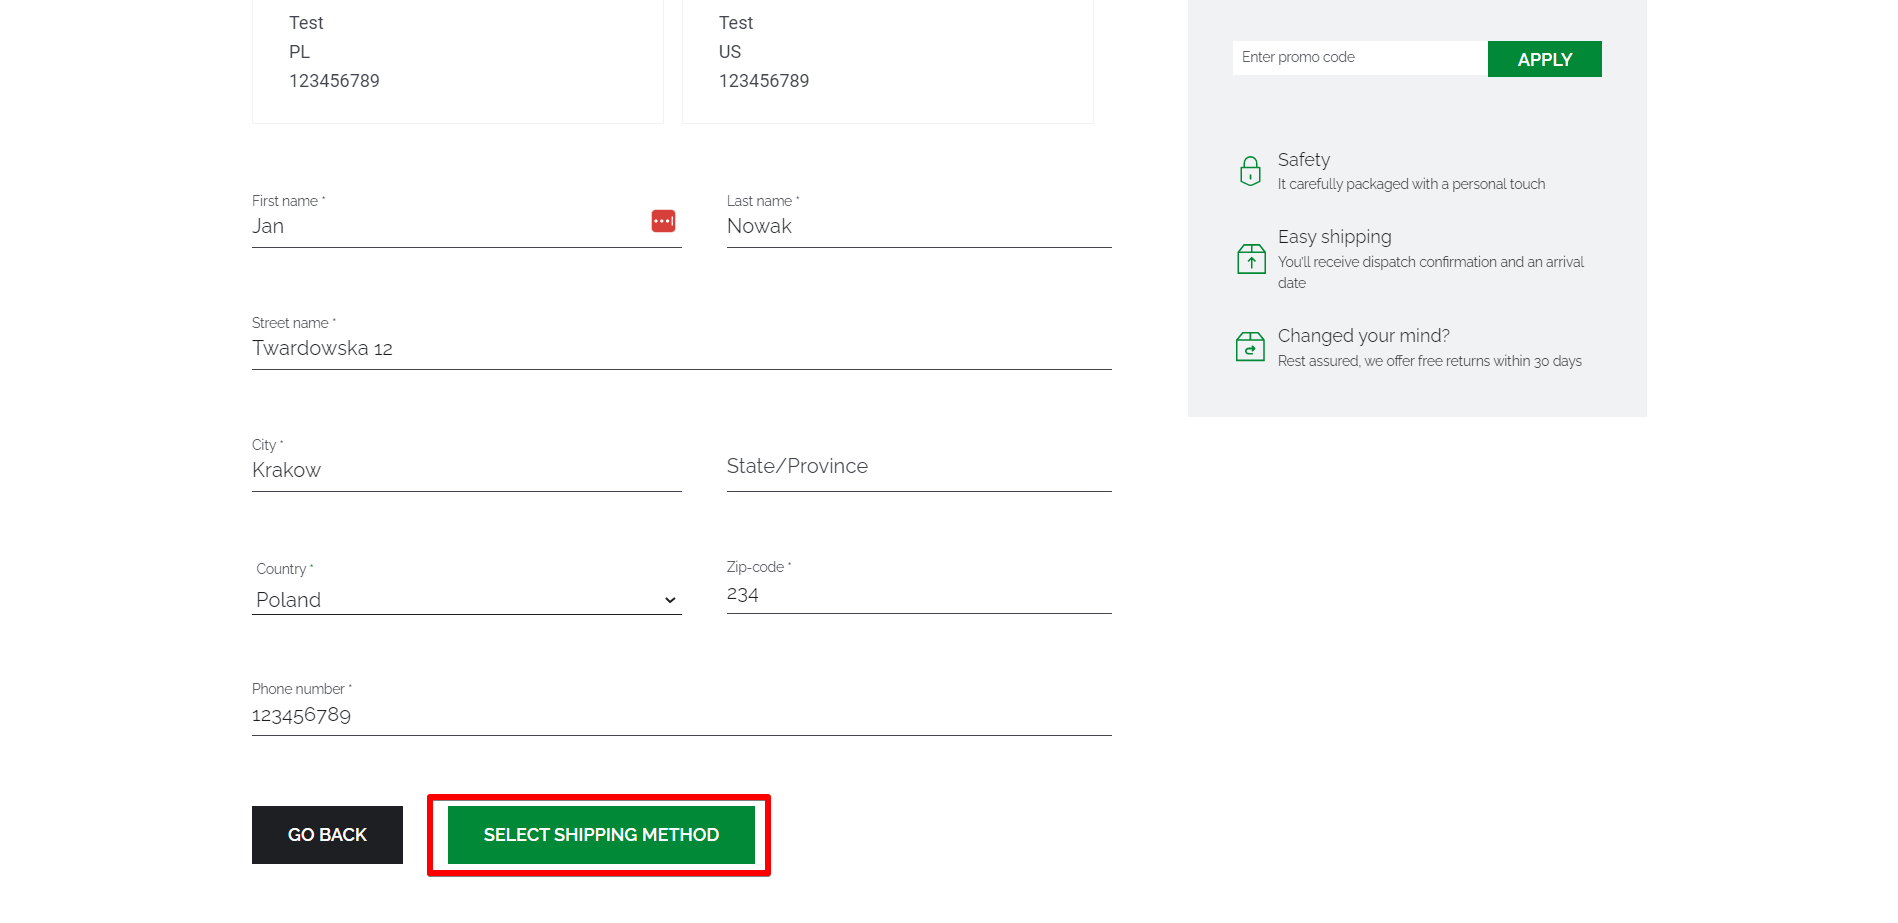 Test
PL
123456789
Test
US
123456789
First name *
Jan
Last name *
Nowak
Street name *
Twardowska 12
City *
Krakow
State/Province
Country *
Poland
Zip-code *
234
Phone number *
123456789
GO BACK
SELECT SHIPPING METHOD
Enter promo code
APPLY
Safety
It carefully packaged with a personal touch
Easy shipping
You'll receive dispatch confirmation and an arrival
date
Changed your mind?
Rest assured, we offer free returns within 30 days